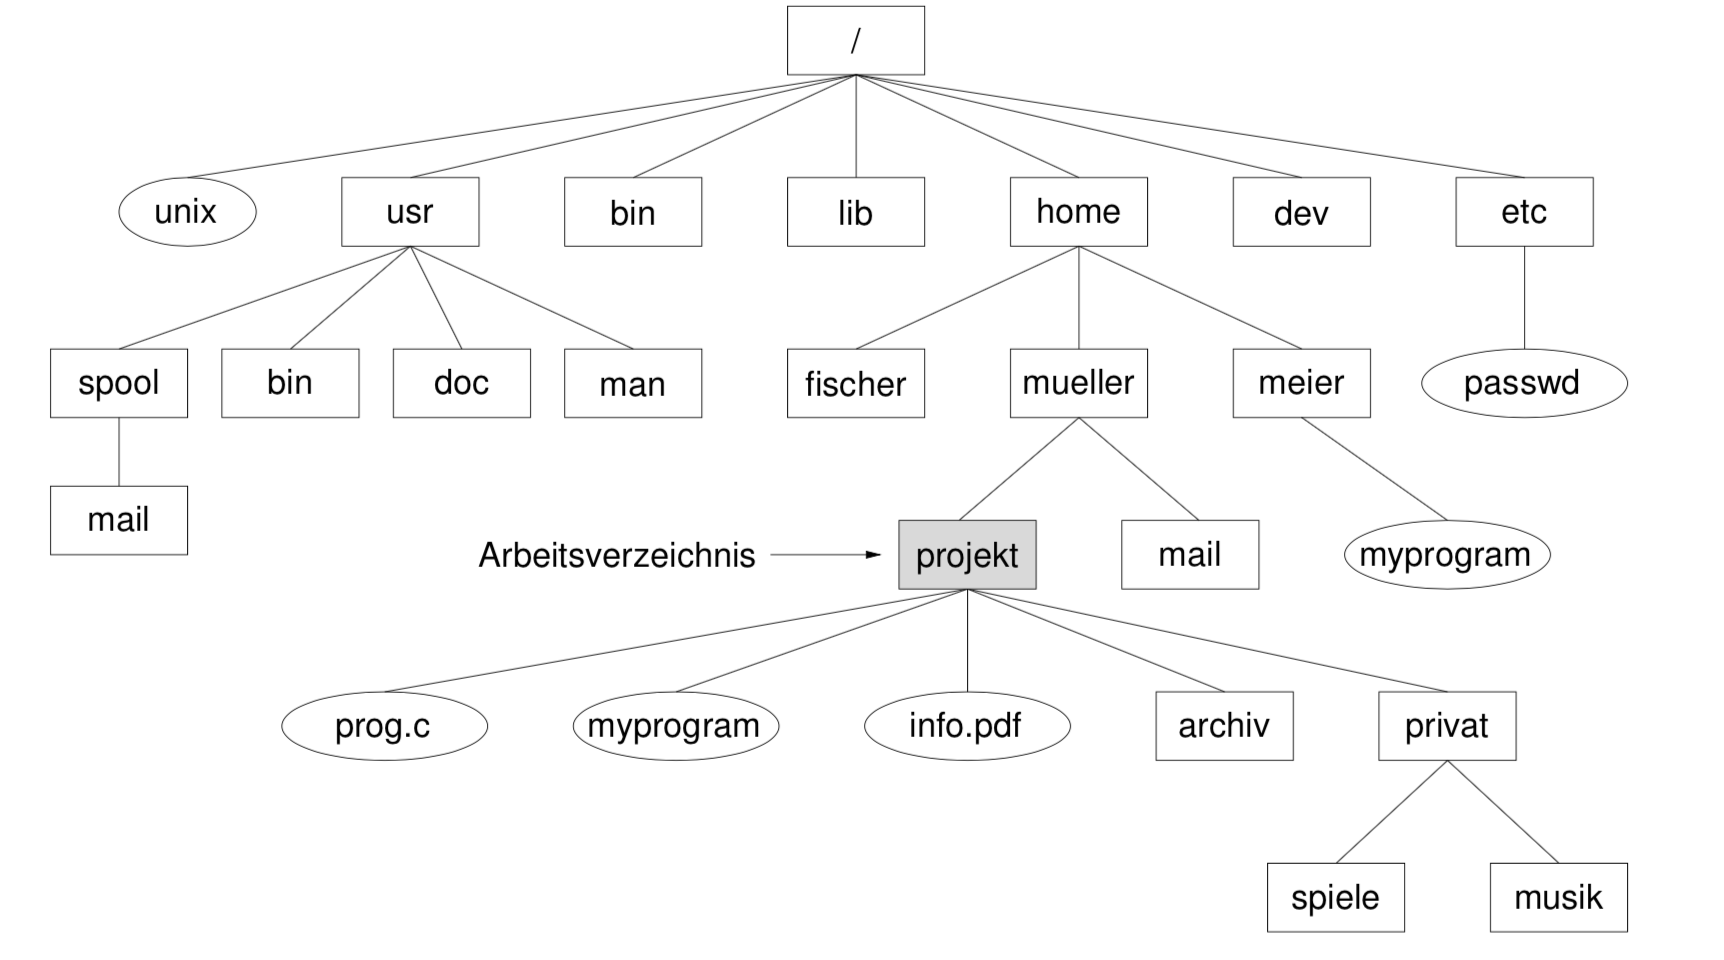 /
unix usr bin lib home dev etc
spool bin doc man fischer mueller meier passwd
mail
Arbeitsverzeichnis projekt mail myprogram
prog.c myprogram info.pdf archiv privat
spiele musik